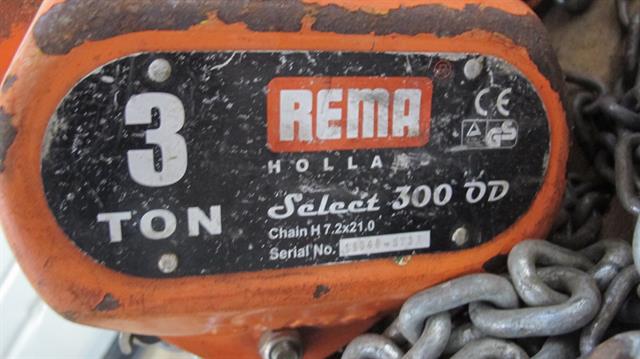 3
TON
REMA
HOLLA
Select 300 OD
Chain H 7.2x21.0
Serial No.
CE
GS